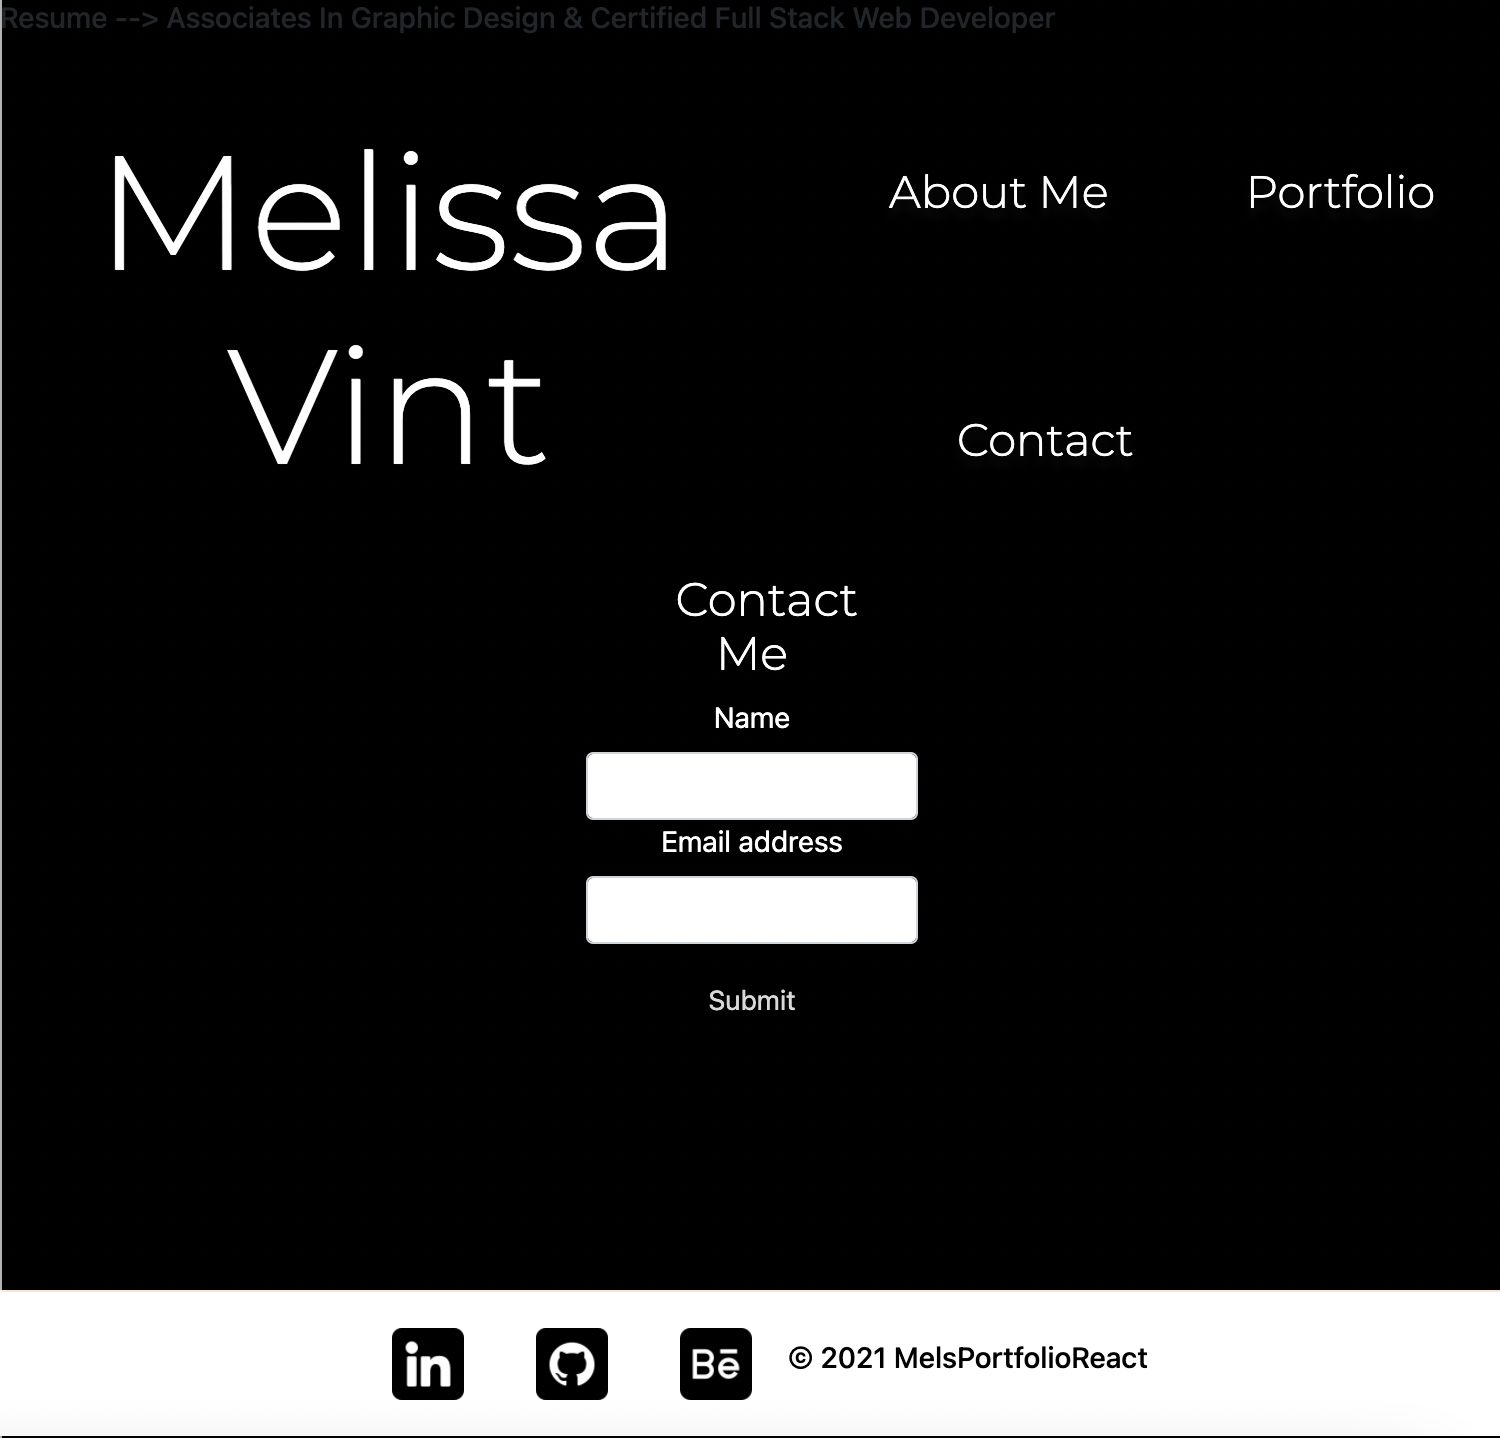 Resume --> Associates In Graphic Design & Certified Full Stack Web Developer
Melissa
Vint
About Me
Portfolio
Contact
Contact
Me
Name
Email address
Submit
in
Bē
© 2021 MelsPortfolioReact